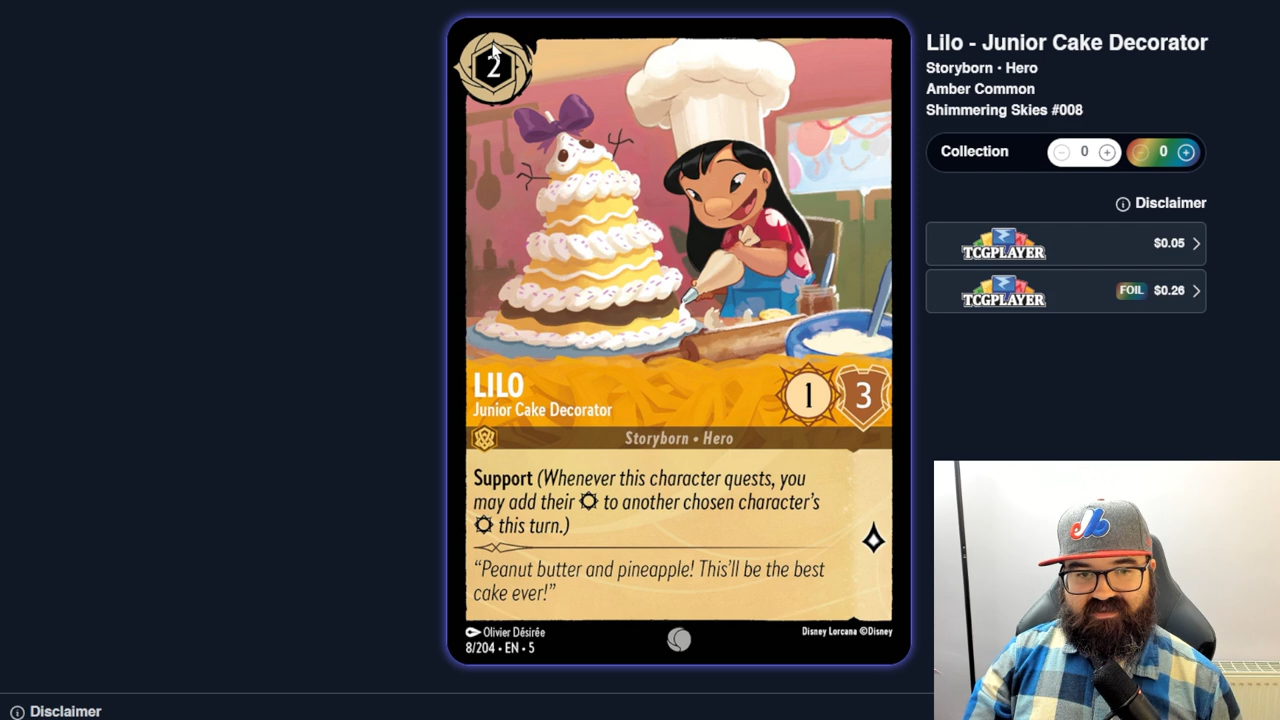 2
LILO
Junior Cake Decorator
1
3
Storyborn • Hero
Support (Whenever this character quests, you
may add their to another chosen character's
this turn.)
"Peanut butter and pineapple! This'll be the best
cake ever!"
Olivier Désirée
8/204 • EN • 5
Disney Lorcana ©Disney
Lilo - Junior Cake Decorator
Storyborn • Hero
Amber Common
Shimmering Skies #008
Collection
0
0
Disclaimer
TCGPLAYER
$0.05
TCGPLAYER
FOIL
$0.26
Disclaimer